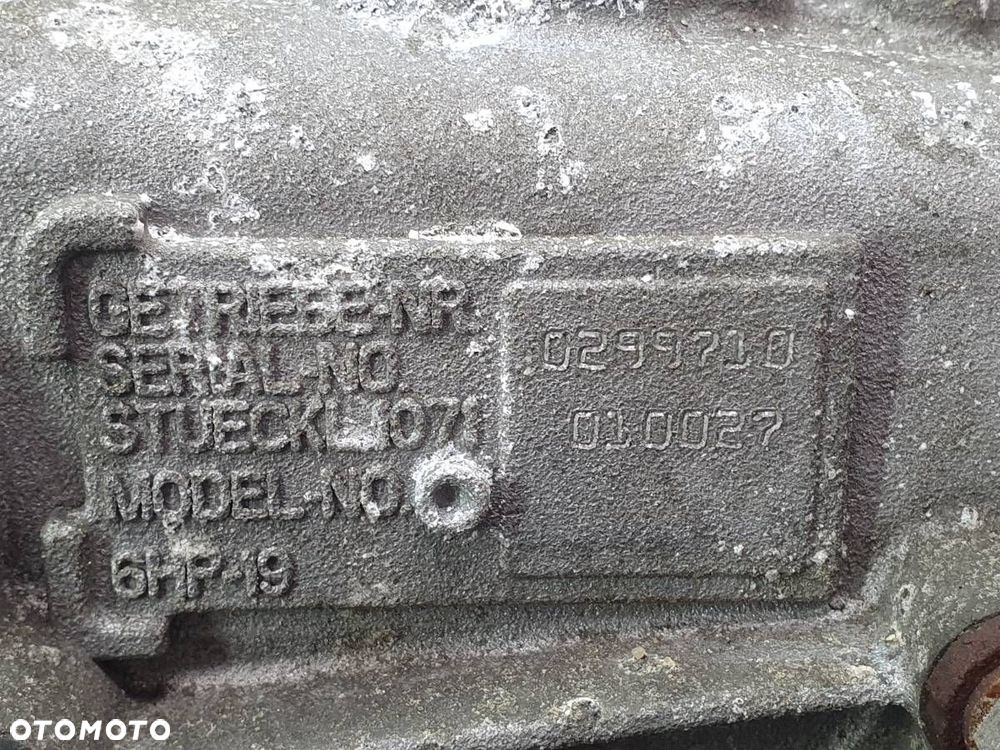 GETRIEBE-NR.
SERIAL-NO.
0299710
STUECKL.1071
010027
MODEL-NO.
6HP-19
OTOMOTO